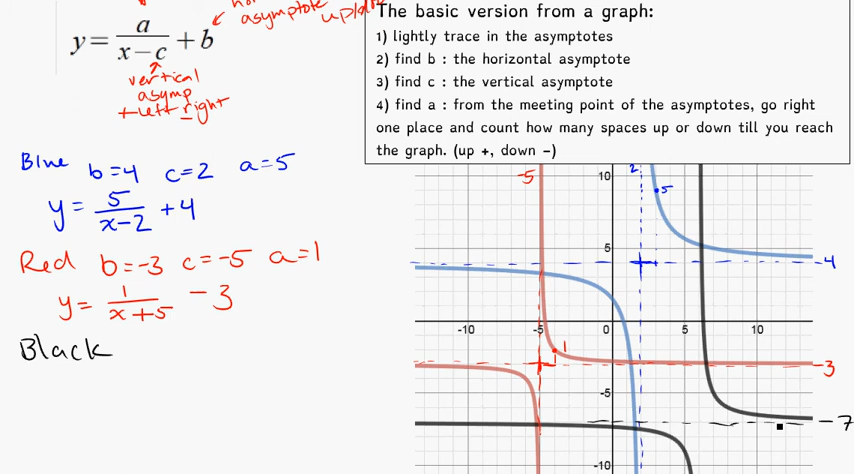 asymptote up/do
y = a/(x−c) + b
vertical
asymp
+left right
The basic version from a graph:
1) lightly trace in the asymptotes
2) find b : the horizontal asymptote
3) find c : the vertical asymptote
4) find a : from the meeting point of the asymptotes, go right
one place and count how many spaces up or down till you reach
the graph. (up +, down −)
Blue b=4 c=2 a=5
y = 5/(x−2) + 4
Red b=−3 c=−5 a=1
y = 1/(x+5) − 3
Black
−5 10 2
5
5 −4
-10 -5 0 5 10
1
−3
-5
−7
-10